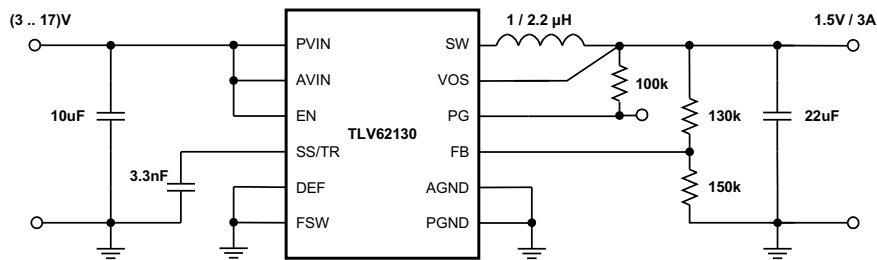 (3 .. 17)V
1 / 2.2 µH
1.5V / 3A
PVIN
SW
AVIN
VOS
100k
10uF
EN
PG
130k
22uF
TLV62130
SS/TR
FB
3.3nF
DEF
AGND
150k
FSW
PGND